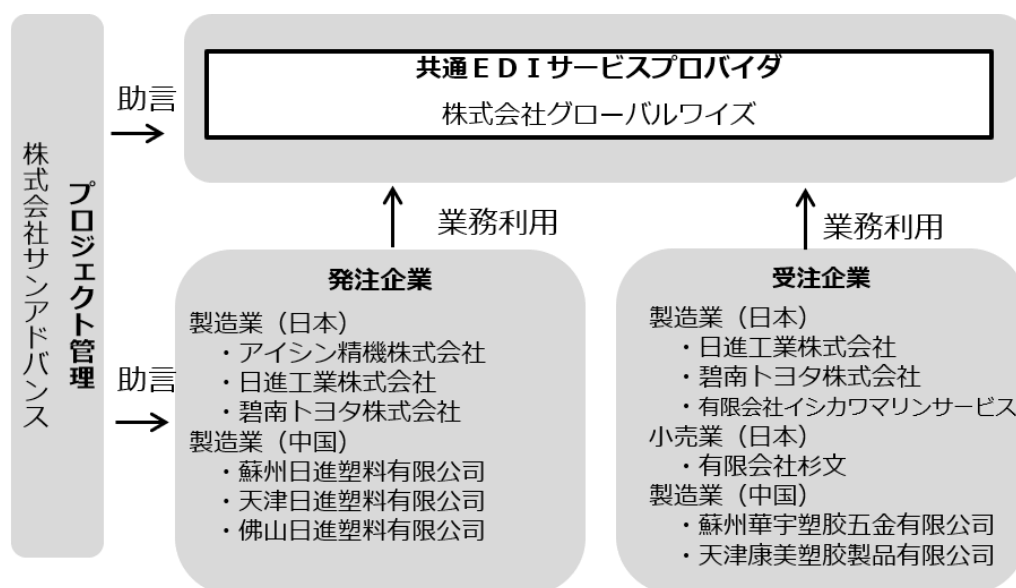 株式会社サンアドバンス
プロジェクト管理
助言
共通ＥＤＩサービスプロバイダ
株式会社グローバルワイズ
業務利用
業務利用
助言
発注企業
製造業（日本）
・アイシン精機株式会社
・日進工業株式会社
・碧南トヨタ株式会社
製造業（中国）
・蘇州日進塑料有限公司
・天津日進塑料有限公司
・佛山日進塑料有限公司
受注企業
製造業（日本）
・日進工業株式会社
・碧南トヨタ株式会社
・有限会社イシカワマリンサービス
小売業（日本）
・有限会社杉文
製造業（中国）
・蘇州華宇塑胶五金有限公司
・天津康美塑胶製品有限公司